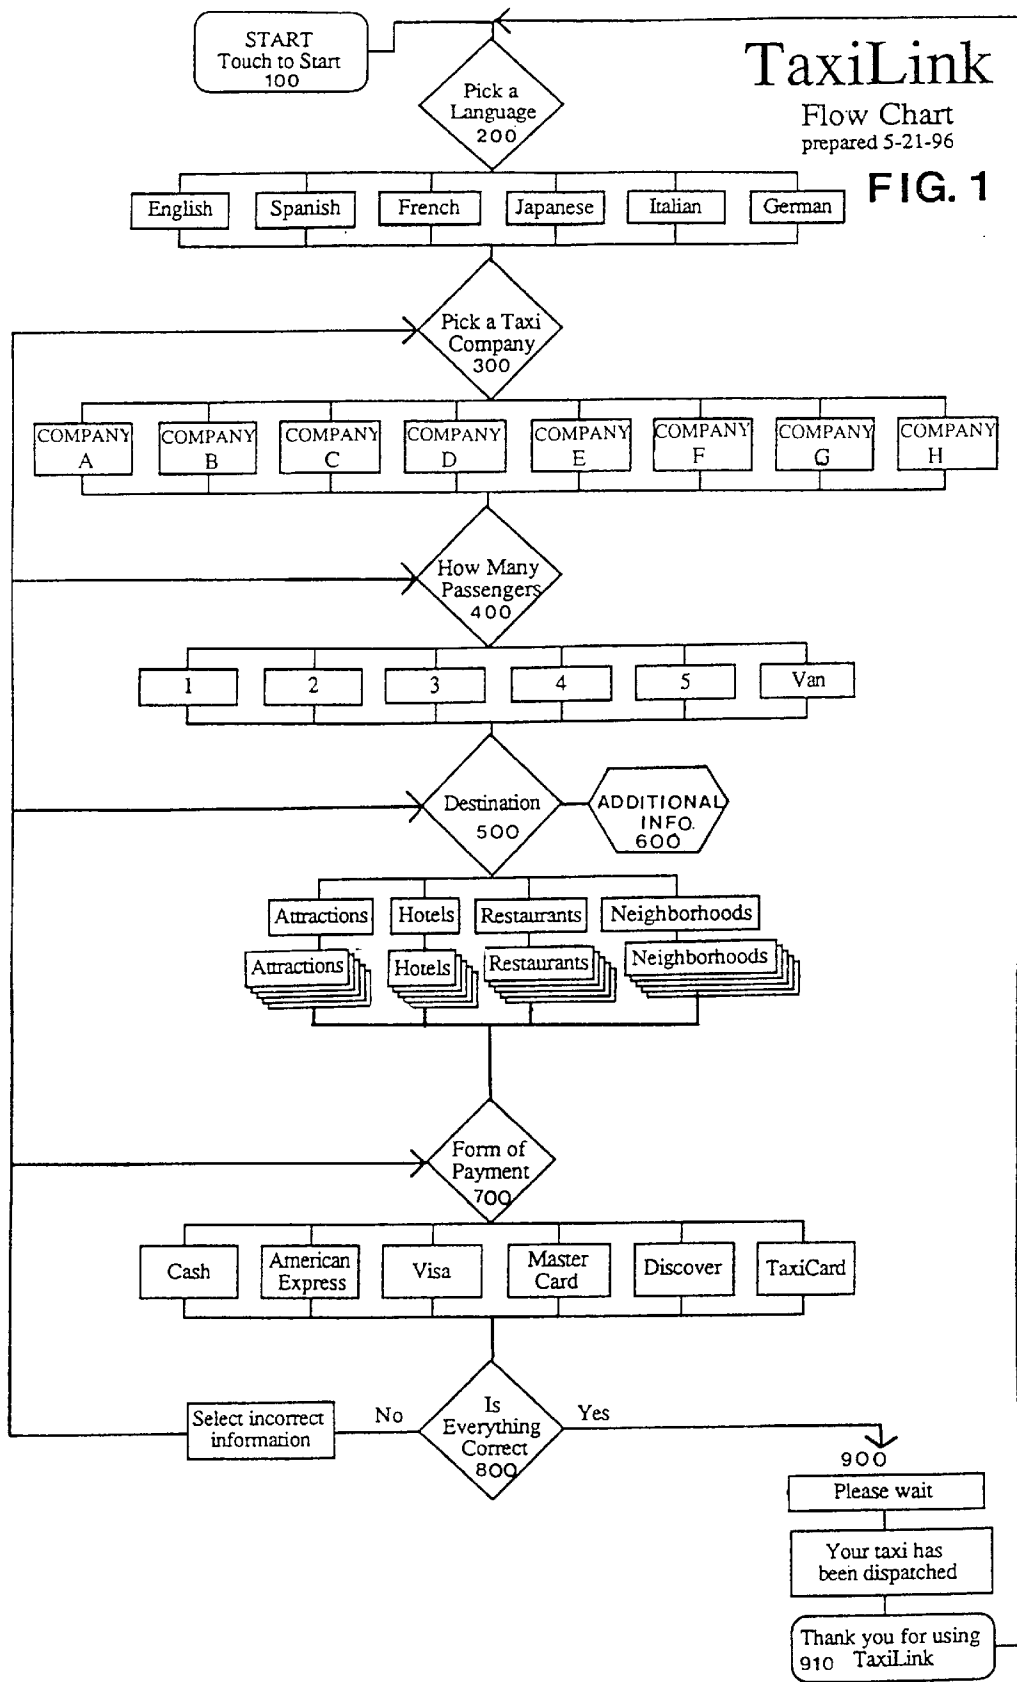 START
Touch to Start
100
TaxiLink
Flow Chart
prepared 5-21-96
FIG. 1
Pick a
Language
200
English
Spanish
French
Japanese
Italian
German
Pick a Taxi
Company
300
COMPANY
A
COMPANY
B
COMPANY
C
COMPANY
D
COMPANY
E
COMPANY
F
COMPANY
G
COMPANY
H
How Many
Passengers
400
1
2
3
4
5
Van
Destination
500
ADDITIONAL
INFO.
600
Attractions
Hotels
Restaurants
Neighborhoods
Attractions
Hotels
Restaurants
Neighborhoods
Form of
Payment
700
Cash
American
Express
Visa
Master
Card
Discover
TaxiCard
Is
Everything
Correct
800
No
Select incorrect
information
Yes
900
Please wait
Your taxi has
been dispatched
Thank you for using
910 TaxiLink